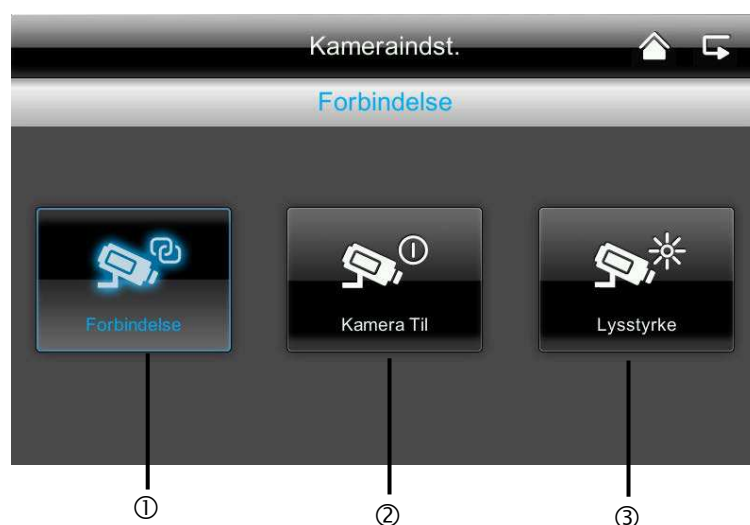 Kameraindst.
Forbindelse
Forbindelse
Kamera Til
Lysstyrke
①
②
③